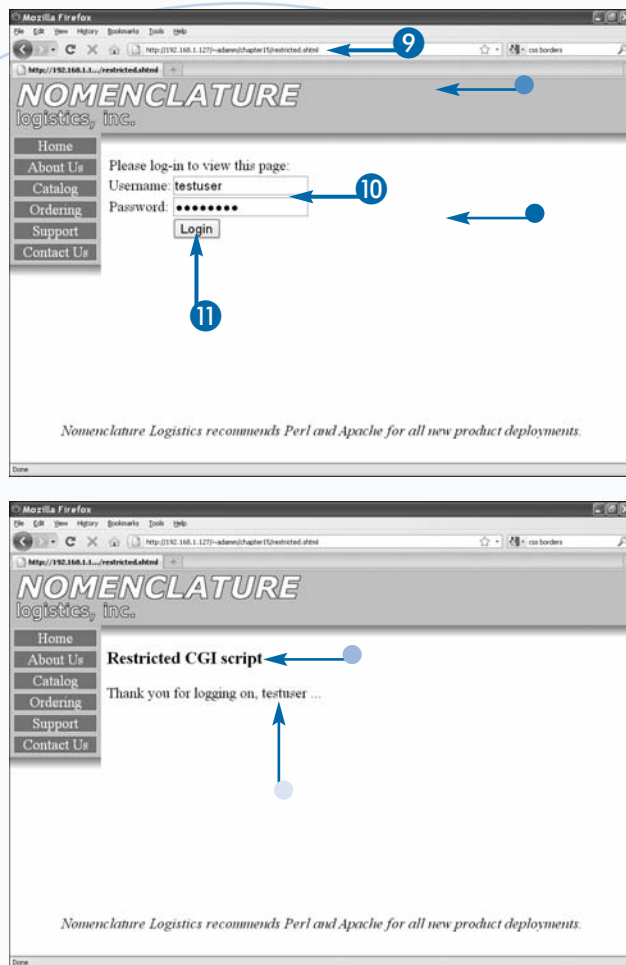 Mozilla Firefox
File Edit View History Bookmarks Tools Help
http://192.168.1.127/~adamm/chapter15/restricted.shtml
css borders
9
http://192.168.1.1.../restricted.shtml
NOMENCLATURE
logistics, inc.
Home
About Us
Catalog
Ordering
Support
Contact Us
Please log-in to view this page:
Username: testuser
10
Password: ●●●●●●●●
Login
11
Nomenclature Logistics recommends Perl and Apache for all new product deployments.
Done
Mozilla Firefox
File Edit View History Bookmarks Tools Help
http://192.168.1.127/~adamm/chapter15/restricted.shtml
css borders
http://192.168.1.1.../restricted.shtml
NOMENCLATURE
logistics, inc.
Home
About Us
Catalog
Ordering
Support
Contact Us
Restricted CGI script
Thank you for logging on, testuser ...
Nomenclature Logistics recommends Perl and Apache for all new product deployments.
Done